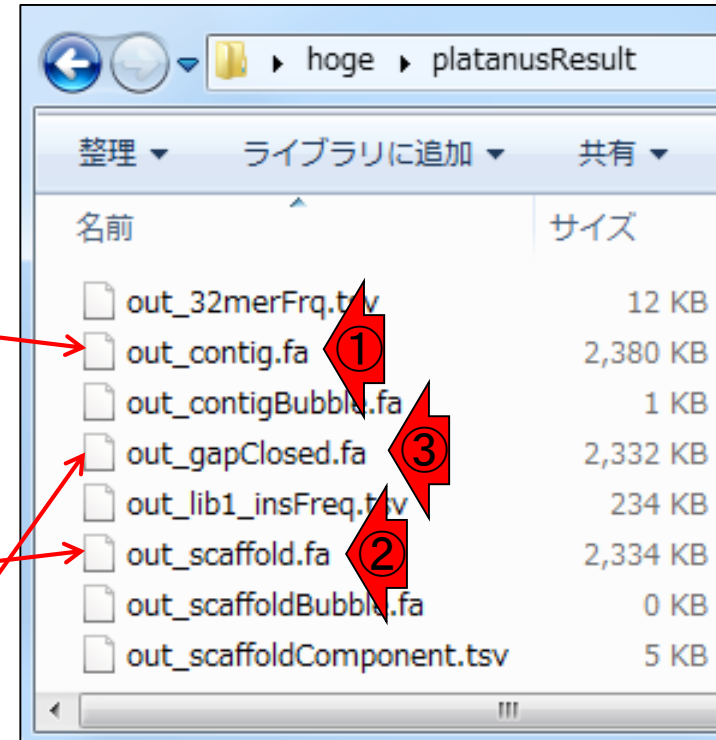 hoge ▸ platanusResult
整理 ▼ ライブラリに追加 ▼ 共有 ▼
名前 サイズ
out_32merFrq.tsv 12 KB
out_contig.fa ① 2,380 KB
out_contigBubble.fa 1 KB
out_gapClosed.fa ③ 2,332 KB
out_lib1_insFreq.tsv 234 KB
out_scaffold.fa ② 2,334 KB
out_scaffoldBubble.fa 0 KB
out_scaffoldComponent.tsv 5 KB